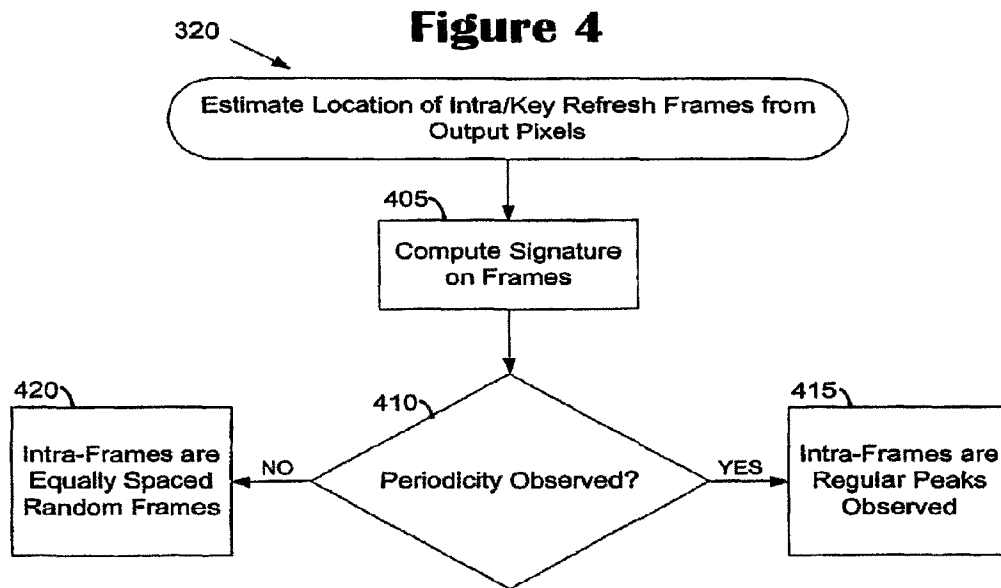 Figure 4
320
Estimate Location of Intra/Key Refresh Frames from
Output Pixels
405
Compute Signature
on Frames
420
410
415
Intra-Frames are
Equally Spaced
Random Frames
NO
Periodicity Observed?
YES
Intra-Frames are
Regular Peaks
Observed